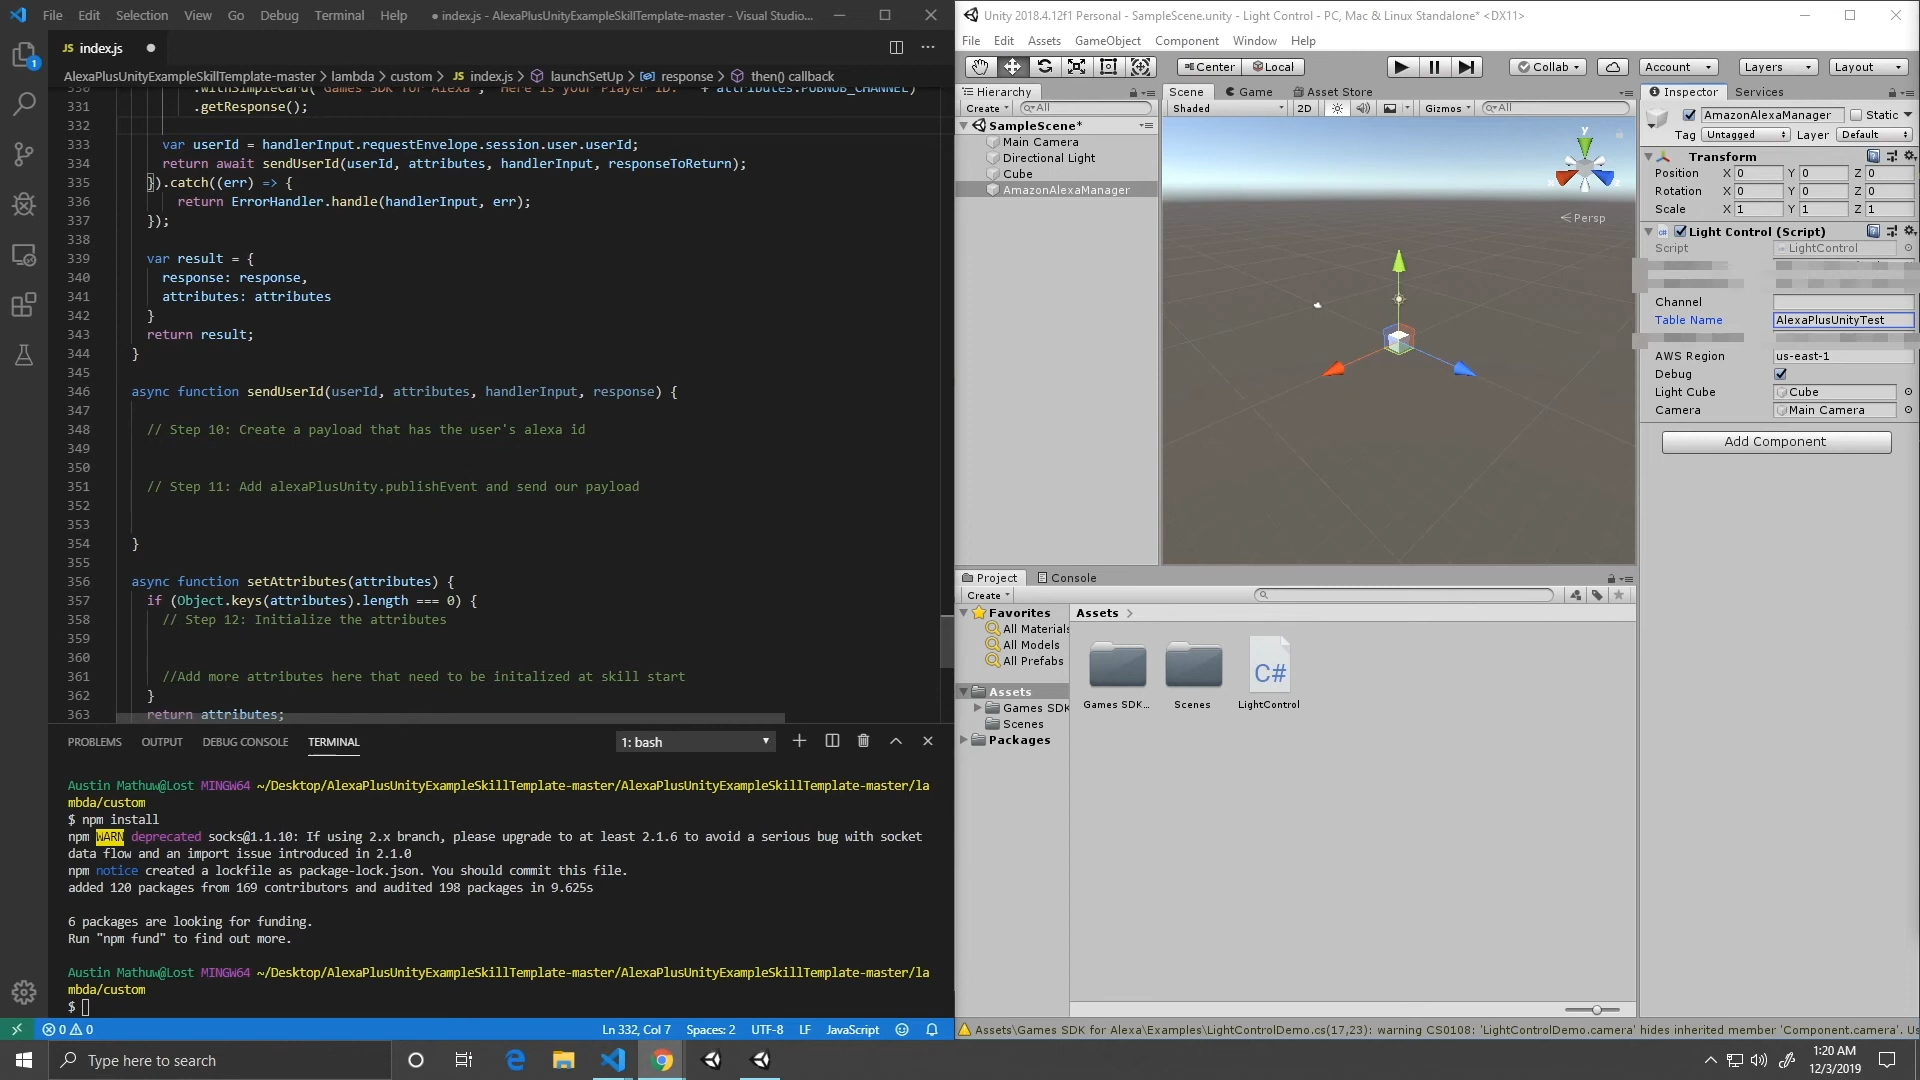 File Edit Selection View Go Debug Terminal Help ● index.js - AlexaPlusUnityExampleSkillTemplate-master - Visual Studio...
JS index.js
AlexaPlusUnityExampleSkillTemplate-master > lambda > custom > JS index.js > launchSetUp > response > then() callback
330 .withSimpleCard("Games SDK for Alexa", "Here is your Player ID: " + attributes.PUBNUB_CHANNEL)
331 .getResponse();
332
333 var userId = handlerInput.requestEnvelope.session.user.userId;
334 return await sendUserId(userId, attributes, handlerInput, responseToReturn);
335 }).catch((err) => {
336 return ErrorHandler.handle(handlerInput, err);
337 });
338
339 var result = {
340 response: response,
341 attributes: attributes
342 }
343 return result;
344 }
345
346 async function sendUserId(userId, attributes, handlerInput, response) {
347
348 // Step 10: Create a payload that has the user's alexa id
349
350
351 // Step 11: Add alexaPlusUnity.publishEvent and send our payload
352
353
354 }
355
356 async function setAttributes(attributes) {
357 if (Object.keys(attributes).length === 0) {
358 // Step 12: Initialize the attributes
359
360
361 //Add more attributes here that need to be initalized at skill start
362 }
363 return attributes;
PROBLEMS OUTPUT DEBUG CONSOLE TERMINAL 1: bash
Austin Mathuw@Lost MINGW64 ~/Desktop/AlexaPlusUnityExampleSkillTemplate-master/AlexaPlusUnityExampleSkillTemplate-master/la
mbda/custom
$ npm install
npm WARN deprecated socks@1.1.10: If using 2.x branch, please upgrade to at least 2.1.6 to avoid a serious bug with socket
data flow and an import issue introduced in 2.1.0
npm notice created a lockfile as package-lock.json. You should commit this file.
added 120 packages from 169 contributors and audited 198 packages in 9.625s
6 packages are looking for funding.
Run "npm fund" to find out more.
Austin Mathuw@Lost MINGW64 ~/Desktop/AlexaPlusUnityExampleSkillTemplate-master/AlexaPlusUnityExampleSkillTemplate-master/la
mbda/custom
$
0 0 Ln 332, Col 7 Spaces: 2 UTF-8 LF JavaScript
Unity 2018.4.12f1 Personal - SampleScene.unity - Light Control - PC, Mac & Linux Standalone* <DX11>
File Edit Assets GameObject Component Window Help
Center Local Collab Account Layers Layout
Hierarchy
Create All
SampleScene*
Main Camera
Directional Light
Cube
AmazonAlexaManager
Scene Game Asset Store
Shaded 2D Gizmos All
y
Persp
Inspector Services
AmazonAlexaManager Static
Tag Untagged Layer Default
Transform
Position X 0 Y 0 Z 0
Rotation X 0 Y 0 Z 0
Scale X 1 Y 1 Z 1
Light Control (Script)
Script LightControl
Channel
Table Name AlexaPlusUnityTest
AWS Region us-east-1
Debug
Light Cube Cube
Camera Main Camera
Add Component
Project Console
Create
Favorites
All Materials
All Models
All Prefabs
Assets
Games SDK
Scenes
Packages
Assets >
Games SDK...
Scenes
C#
LightControl
Assets\Games SDK for Alexa\Examples\LightControlDemo.cs(17,23): warning CS0108: 'LightControlDemo.camera' hides inherited member 'Component.camera'. Us
Type here to search
1:20 AM
12/3/2019